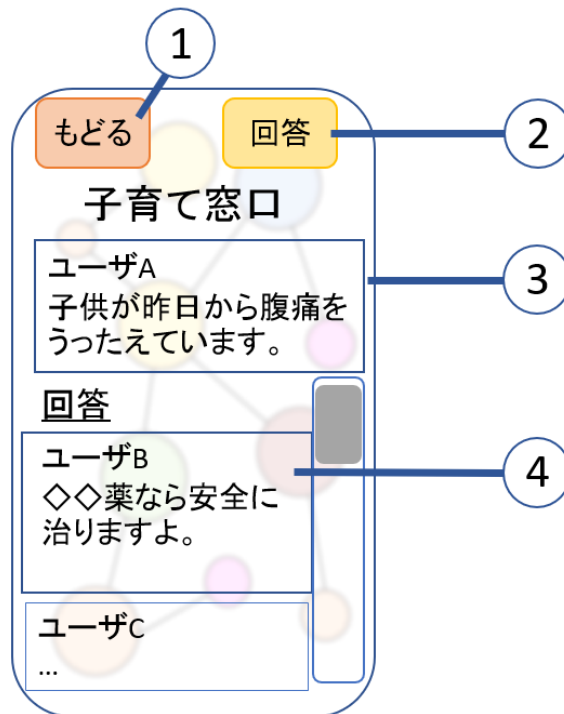 1
もどる
回答
2
子育て窓口
ユーザA
子供が昨日から腹痛を
うったえています。
3
回答
ユーザB
◇◇薬なら安全に
治りますよ。
4
ユーザC
...